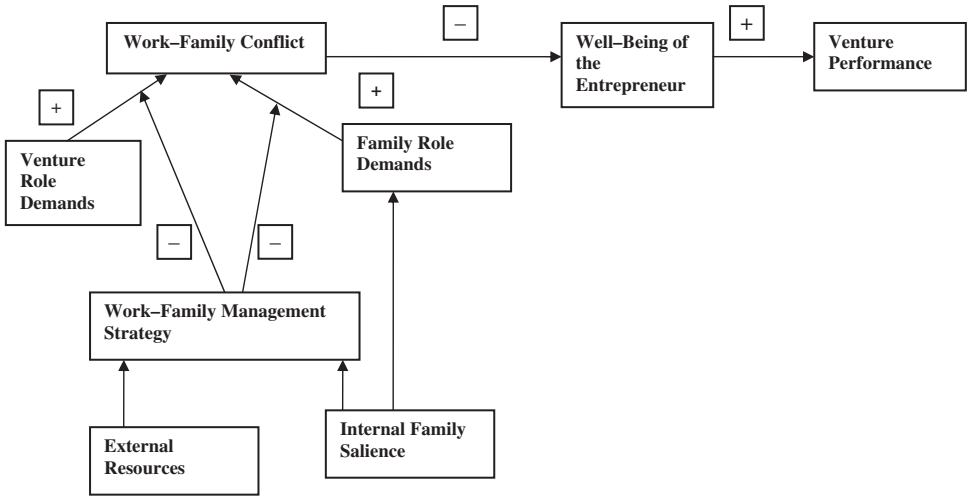 Work–Family Conflict
–
Well–Being of
the
Entrepreneur
+
Venture
Performance
+
+
Venture
Role
Demands
Family Role
Demands
–
–
Work–Family Management
Strategy
External
Resources
Internal Family
Salience